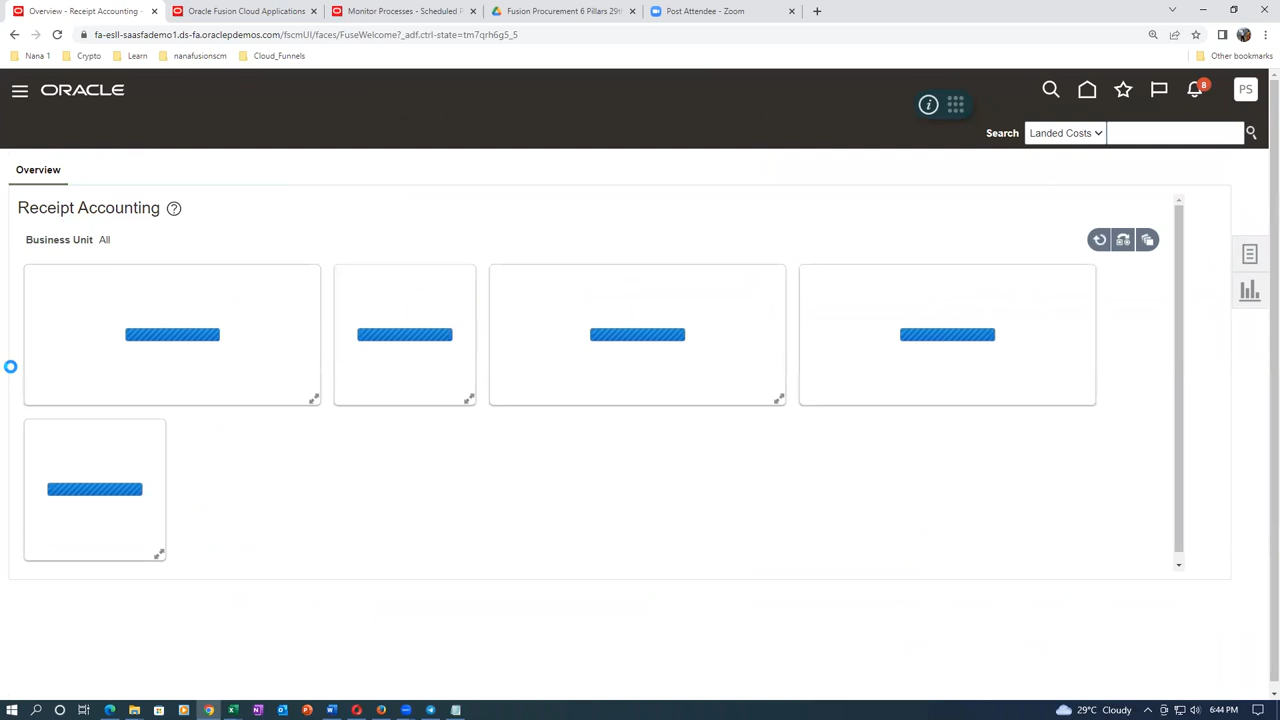 Overview - Receipt Accounting -
Oracle Fusion Cloud Applications
Monitor Processes - Scheduled P
Fusion Procurement 6 Pillars 29th
Post Attendee - Zoom
fa-esll-saasfademo1.ds-fa.oraclepdemos.com/fscmUI/faces/FuseWelcome?_adf.ctrl-state=tm7qrh6g5_5
Nana 1
Crypto
Learn
nanafusionscm
Cloud_Funnels
Other bookmarks
ORACLE
8
PS
Search
Landed Costs
Overview
Receipt Accounting
Business Unit All
29°C Cloudy
6:44 PM